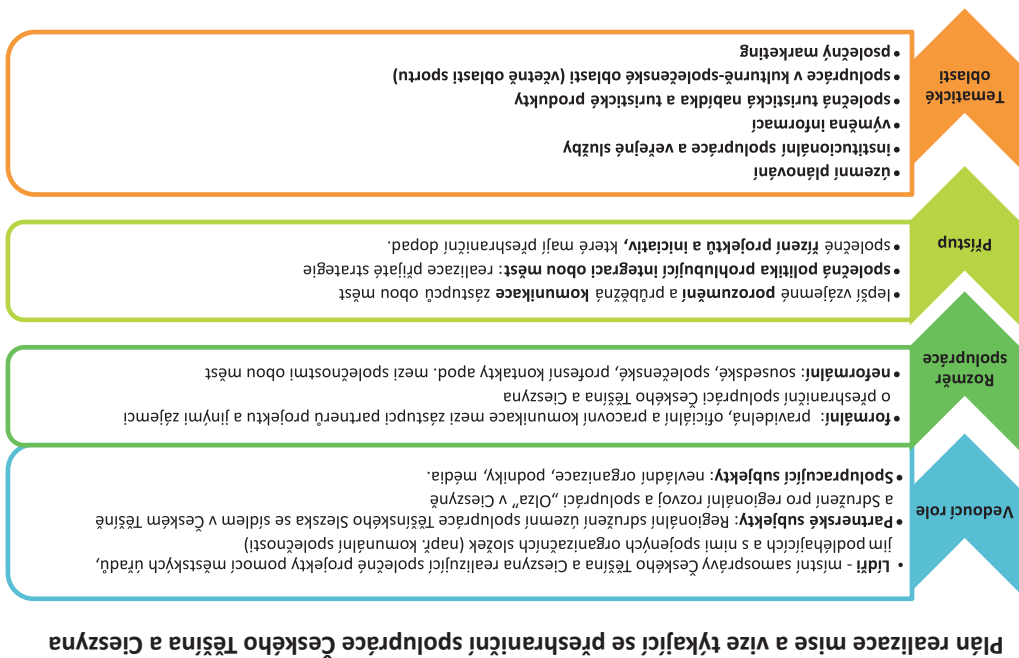 Plán realizace mise a vize týkající se přeshraniční spolupráce Českého Těšína a Cieszyna
Vedoucí role
• Lídři - místní samosprávy Českého Těšína a Cieszyna realizující společné projekty pomocí městských úřadů,
jim podléhajících a s nimi spojených organizačních složek (např. komunální společnosti)
• Partnerské subjekty: Regionální sdružení územní spolupráce Těšínského Slezska se sídlem v Českém Těšíně
a Sdružení pro regionální rozvoj a spolupráci „Olza” v Cieszyně
• Spolupracující subjekty: nevládní organizace, podniky, média.
Rozměr
spolupráce
• formální: pravidelná, oficiální a pracovní komunikace mezi zástupci partnerů projektu a jinými zájemci
o přeshraniční spolupráci Českého Těšína a Cieszyna
• neformální: sousedské, společenské, profesní kontakty apod. mezi společnostmi obou měst
Přístup
• lepší vzájemné porozumění a průběžná komunikace zástupců obou měst
• společná politika prohlubující integraci obou měst: realizace přijaté strategie
• společné řízení projektů a iniciativ, které mají přeshraniční dopad.
Tematické
oblasti
• územní plánování
• institucionální spolupráce a veřejné služby
• výměna informací
• společná turistická nabídka a turistické produkty
• spolupráce v kulturně-společenské oblasti (včetně oblasti sportu)
• psolečný marketing